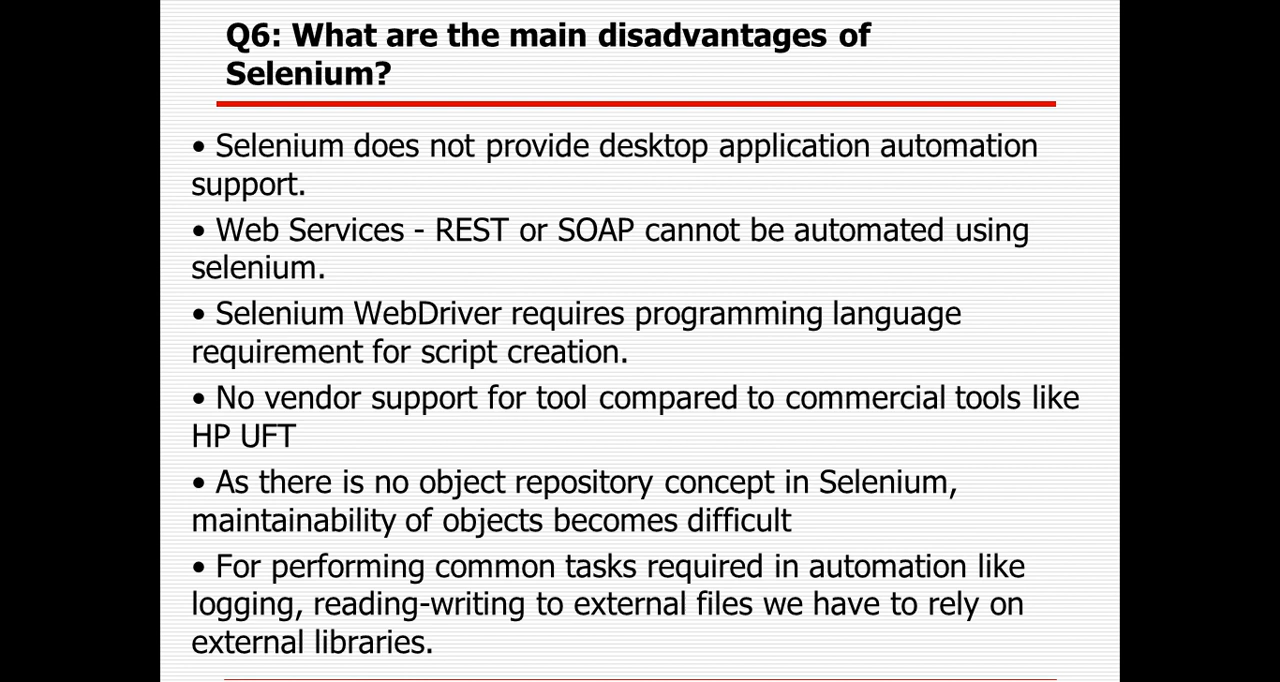 Q6: What are the main disadvantages of
Selenium?
• Selenium does not provide desktop application automation
support.
• Web Services - REST or SOAP cannot be automated using
selenium.
• Selenium WebDriver requires programming language
requirement for script creation.
• No vendor support for tool compared to commercial tools like
HP UFT
• As there is no object repository concept in Selenium,
maintainability of objects becomes difficult
• For performing common tasks required in automation like
logging, reading-writing to external files we have to rely on
external libraries.